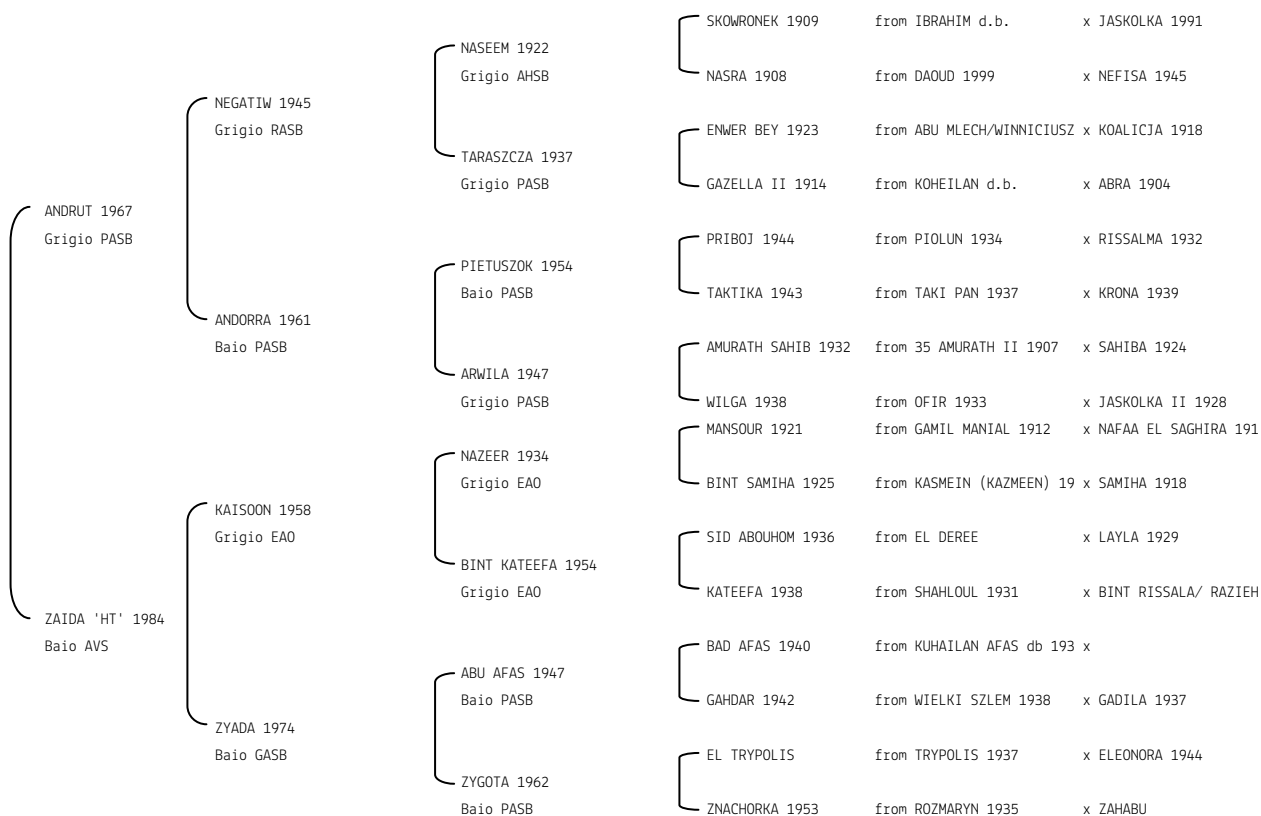 SKOWRONEK 1909 from IBRAHIM d.b. x JASKOLKA 1991
NASEEM 1922
Grigio AHSB
NASRA 1908 from DAOUD 1999 x NEFISA 1945
NEGATIW 1945
Grigio RASB
ENWER BEY 1923 from ABU MLECH/WINNICIUSZ x KOALICJA 1918
TARASZCZA 1937
Grigio PASB
GAZELLA II 1914 from KOHEILAN d.b. x ABRA 1904
ANDRUT 1967
Grigio PASB
PRIBOJ 1944 from PIOLUN 1934 x RISSALMA 1932
PIETUSZOK 1954
Baio PASB
TAKTIKA 1943 from TAKI PAN 1937 x KRONA 1939
ANDORRA 1961
Baio PASB
AMURATH SAHIB 1932 from 35 AMURATH II 1907 x SAHIBA 1924
ARWILA 1947
Grigio PASB
WILGA 1938 from OFIR 1933 x JASKOLKA II 1928
MANSOUR 1921 from GAMIL MANIAL 1912 x NAFAA EL SAGHIRA 191
NAZEER 1934
Grigio EAO
BINT SAMIHA 1925 from KASMEIN (KAZMEEN) 19 x SAMIHA 1918
KAISOON 1958
Grigio EAO
SID ABOUHOM 1936 from EL DEREE x LAYLA 1929
BINT KATEEFA 1954
Grigio EAO
KATEEFA 1938 from SHAHLOUL 1931 x BINT RISSALA/ RAZIEH
ZAIDA 'HT' 1984
Baio AVS
BAD AFAS 1940 from KUHAILAN AFAS db 193 x
ABU AFAS 1947
Baio PASB
GAHDAR 1942 from WIELKI SZLEM 1938 x GADILA 1937
ZYADA 1974
Baio GASB
EL TRYPOLIS from TRYPOLIS 1937 x ELEONORA 1944
ZYGOTA 1962
Baio PASB
ZNACHORKA 1953 from ROZMARYN 1935 x ZAHABU